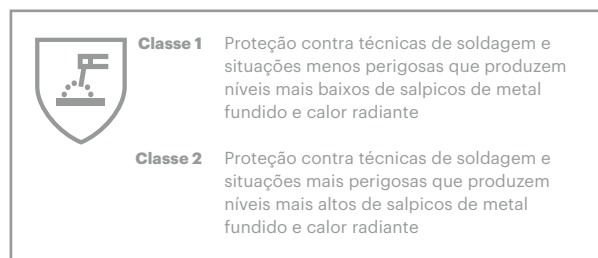 Classe 1 Proteção contra técnicas de soldagem e
situações menos perigosas que produzem
níveis mais baixos de salpicos de metal
fundido e calor radiante
Classe 2 Proteção contra técnicas de soldagem e
situações mais perigosas que produzem
níveis mais altos de salpicos de metal
fundido e calor radiante